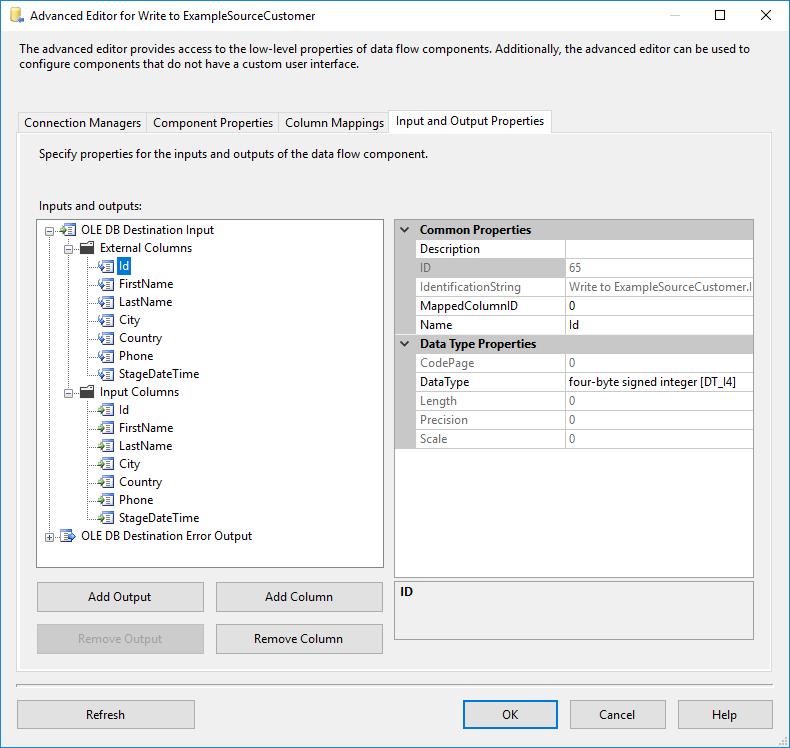 Advanced Editor for Write to ExampleSourceCustomer
The advanced editor provides access to the low-level properties of data flow components. Additionally, the advanced editor can be used to
configure components that do not have a custom user interface.
Connection Managers Component Properties Column Mappings Input and Output Properties
Specify properties for the inputs and outputs of the data flow component.
Inputs and outputs:
OLE DB Destination Input
External Columns
Id
FirstName
LastName
City
Country
Phone
StageDateTime
Input Columns
Id
FirstName
LastName
City
Country
Phone
StageDateTime
OLE DB Destination Error Output
Common Properties
Description
ID 65
IdentificationString Write to ExampleSourceCustomer.I
MappedColumnID 0
Name Id
Data Type Properties
CodePage 0
DataType four-byte signed integer [DT_I4]
Length 0
Precision 0
Scale 0
ID
Add Output Add Column
Remove Output Remove Column
Refresh OK Cancel Help